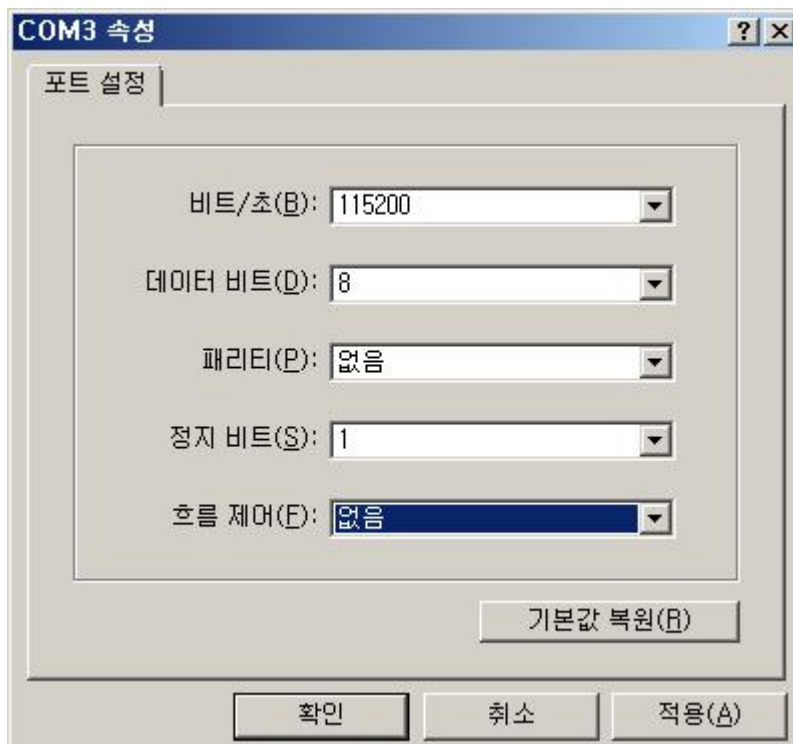 COM3 속성
포트 설정
비트/초(B): 115200
데이터 비트(D): 8
패리티(P): 없음
정지 비트(S): 1
흐름 제어(F): 없음
기본값 복원(R)
확인 취소 적용(A)